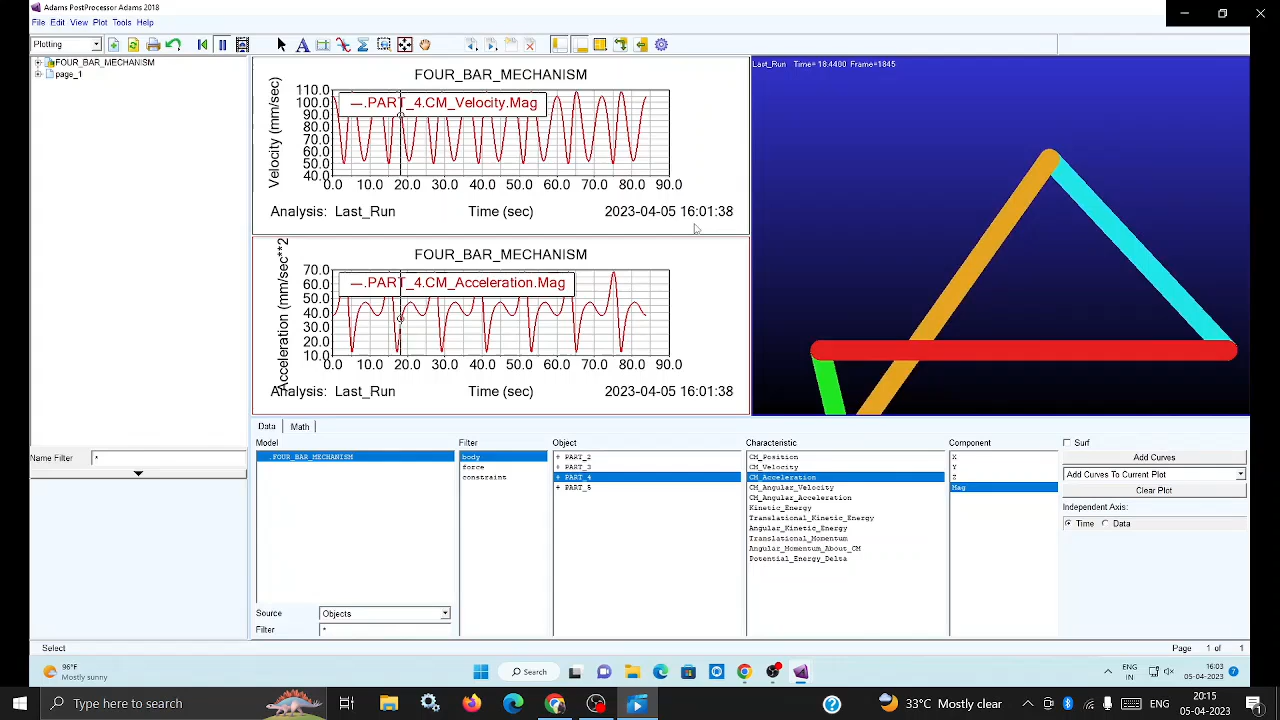 Adams PostProcessor Adams 2018
File Edit View Plot Tools Help
Plotting
FOUR_BAR_MECHANISM
page_1
FOUR_BAR_MECHANISM
Velocity (mm/sec)
110.0
100.0
90.0
80.0
70.0
60.0
50.0
40.0
.PART_4.CM_Velocity.Mag
0.0 10.0 20.0 30.0 40.0 50.0 60.0 70.0 80.0 90.0
Analysis: Last_Run Time (sec) 2023-04-05 16:01:38
FOUR_BAR_MECHANISM
Acceleration (mm/sec**2
70.0
60.0
50.0
40.0
30.0
20.0
10.0
.PART_4.CM_Acceleration.Mag
0.0 10.0 20.0 30.0 40.0 50.0 60.0 70.0 80.0 90.0
Analysis: Last_Run Time (sec) 2023-04-05 16:01:38
Last_Run Time= 18.4480 Frame=1845
Name Filter *
Data Math
Model
.FOUR_BAR_MECHANISM
Source Objects
Filter *
Filter
body
force
constraint
Object
+ PART_2
+ PART_3
+ PART_4
+ PART_5
Characteristic
CM_Position
CM_Velocity
CM_Acceleration
CM_Angular_Velocity
CM_Angular_Acceleration
Kinetic_Energy
Translational_Kinetic_Energy
Angular_Kinetic_Energy
Translational_Momentum
Angular_Momentum_About_CM
Potential_Energy_Delta
Component
X
Y
Z
Mag
Surf
Add Curves
Add Curves To Current Plot
Clear Plot
Independent Axis:
Time Data
Select
Page 1 of 1
96°F
Mostly sunny
Search
ENG
IN
16:03
05-04-2023
Type here to search
33°C Mostly clear
ENG
20:15
05-04-2023